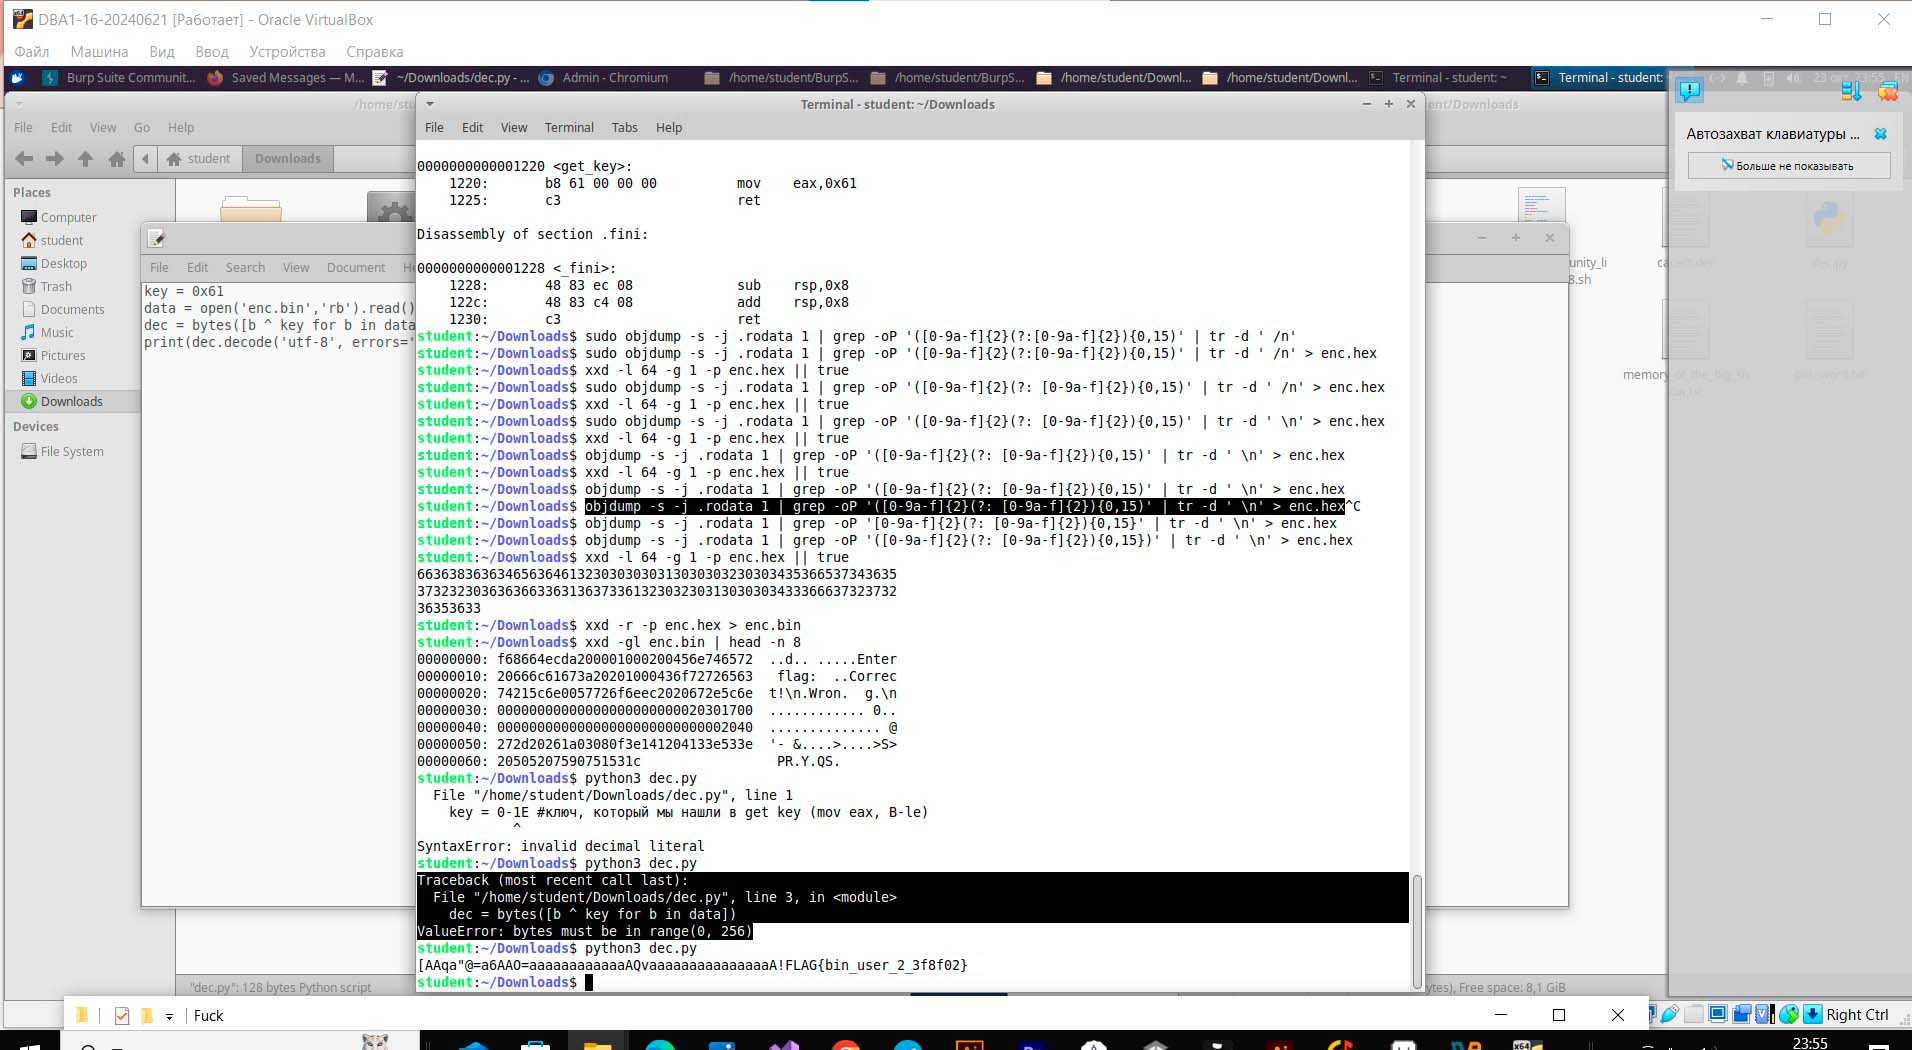 DBA1-16-20240621 [Работает] - Oracle VirtualBox
Файл Машина Вид Ввод Устройства Справка
Burp Suite Communit... Saved Messages — M... ~/Downloads/dec.py - ... Admin - Chromium /home/student/BurpS... /home/student/BurpS... /home/student/Downl... /home/student/Downl... Terminal - student: ~ Terminal - student:
Terminal - student: ~/Downloads
File Edit View Go Help
File Edit View Terminal Tabs Help
Автозахват клавиатуры ...
Больше не показывать
student Downloads
Places
Computer
student
Desktop
Trash
Documents
Music
Pictures
Videos
Downloads
Devices
File System
File Edit Search View Document
key = 0x61
data = open('enc.bin','rb').read()
dec = bytes([b ^ key for b in data
print(dec.decode('utf-8', errors='
0000000000001220 <get_key>:
1220: b8 61 00 00 00 mov eax,0x61
1225: c3 ret
Disassembly of section .fini:
0000000000001228 <_fini>:
1228: 48 83 ec 08 sub rsp,0x8
122c: 48 83 c4 08 add rsp,0x8
1230: c3 ret
student:~/Downloads$ sudo objdump -s -j .rodata 1 | grep -oP '([0-9a-f]{2}(?:[0-9a-f]{2}){0,15)' | tr -d ' /n'
student:~/Downloads$ sudo objdump -s -j .rodata 1 | grep -oP '([0-9a-f]{2}(?:[0-9a-f]{2}){0,15)' | tr -d ' /n' > enc.hex
student:~/Downloads$ xxd -l 64 -g 1 -p enc.hex || true
student:~/Downloads$ sudo objdump -s -j .rodata 1 | grep -oP '([0-9a-f]{2}(?: [0-9a-f]{2}){0,15)' | tr -d ' /n' > enc.hex
student:~/Downloads$ xxd -l 64 -g 1 -p enc.hex || true
student:~/Downloads$ sudo objdump -s -j .rodata 1 | grep -oP '([0-9a-f]{2}(?: [0-9a-f]{2}){0,15)' | tr -d ' \n' > enc.hex
student:~/Downloads$ xxd -l 64 -g 1 -p enc.hex || true
student:~/Downloads$ objdump -s -j .rodata 1 | grep -oP '([0-9a-f]{2}(?: [0-9a-f]{2}){0,15)' | tr -d ' \n' > enc.hex
student:~/Downloads$ xxd -l 64 -g 1 -p enc.hex || true
student:~/Downloads$ objdump -s -j .rodata 1 | grep -oP '([0-9a-f]{2}(?: [0-9a-f]{2}){0,15)' | tr -d ' \n' > enc.hex
student:~/Downloads$ objdump -s -j .rodata 1 | grep -oP '([0-9a-f]{2}(?: [0-9a-f]{2}){0,15)' | tr -d ' \n' > enc.hex^C
student:~/Downloads$ objdump -s -j .rodata 1 | grep -oP '[0-9a-f]{2}(?: [0-9a-f]{2}){0,15}' | tr -d ' \n' > enc.hex
student:~/Downloads$ objdump -s -j .rodata 1 | grep -oP '([0-9a-f]{2}(?: [0-9a-f]{2}){0,15})' | tr -d ' \n' > enc.hex
student:~/Downloads$ xxd -l 64 -g 1 -p enc.hex || true
663638363634656364613230303030313030303230303435366537343635
373232303636366336313637336132303230313030303433366637323732
36353633
student:~/Downloads$ xxd -r -p enc.hex > enc.bin
student:~/Downloads$ xxd -gl enc.bin | head -n 8
00000000: f68664ecda200001000200456e746572 ..d.. .....Enter
00000010: 20666c61673a20201000436f72726563 flag: ..Correc
00000020: 74215c6e0057726f6eec2020672e5c6e t!\n.Wron. g.\n
00000030: 00000000000000000000000020301700 ............ 0..
00000040: 00000000000000000000000000002040 .............. @
00000050: 272d20261a03080f3e141204133e533e '- &....>....>S>
00000060: 20505207590751531c PR.Y.QS.
student:~/Downloads$ python3 dec.py
File "/home/student/Downloads/dec.py", line 1
key = 0-1E #ключ, который мы нашли в get key (mov eax, B-le)
^
SyntaxError: invalid decimal literal
student:~/Downloads$ python3 dec.py
Traceback (most recent call last):
File "/home/student/Downloads/dec.py", line 3, in <module>
dec = bytes([b ^ key for b in data])
ValueError: bytes must be in range(0, 256)
student:~/Downloads$ python3 dec.py
[AAqa"@=a6AAO=aaaaaaaaaaaaAQvaaaaaaaaaaaaaaaA!FLAG{bin_user_2_3f8f02}
student:~/Downloads$
dec.py
"dec.py": 128 bytes Python script
Free space: 8,1 GiB
Fuck
Right Ctrl
23:55